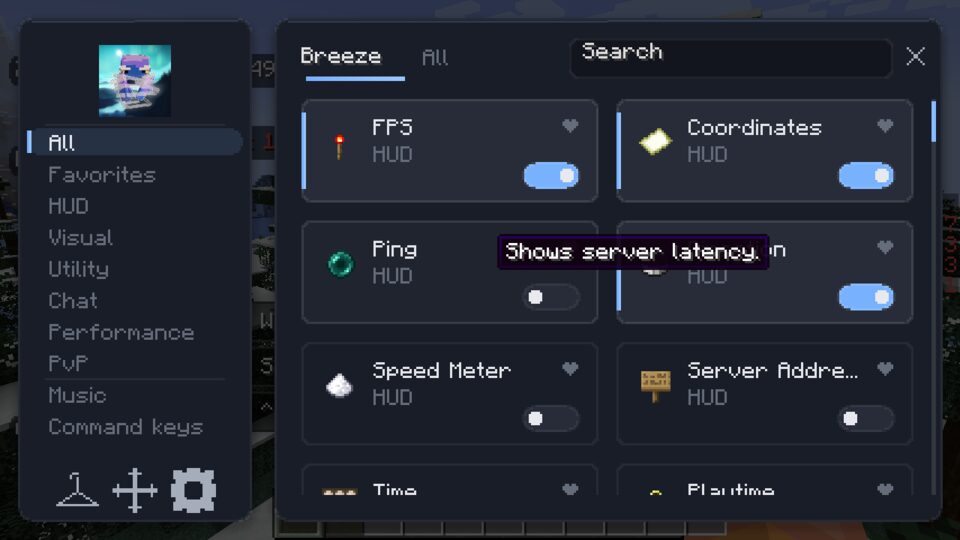 Breeze
All
Search
All
Favorites
HUD
Visual
Utility
Chat
Performance
PvP
Music
Command keys
FPS
HUD
Coordinates
HUD
Ping
HUD
Shows server latency.
HUD
Speed Meter
HUD
Server Addre...
HUD
Time
Playtime